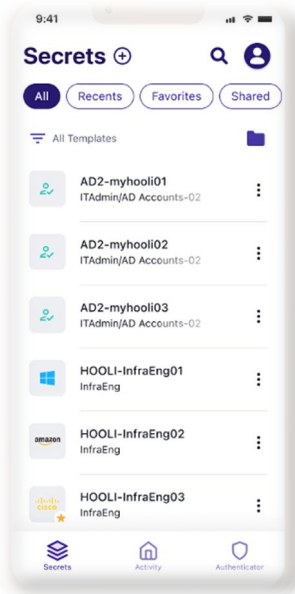 9:41
Secrets
All
Recents
Favorites
Shared
All Templates
AD2-myhooli01
ITAdmin/AD Accounts-02
AD2-myhooli02
ITAdmin/AD Accounts-02
AD2-myhooli03
ITAdmin/AD Accounts-02
HOOLI-InfraEng01
InfraEng
amazon
HOOLI-InfraEng02
InfraEng
cisco
HOOLI-InfraEng03
InfraEng
Secrets
Activity
Authenticator